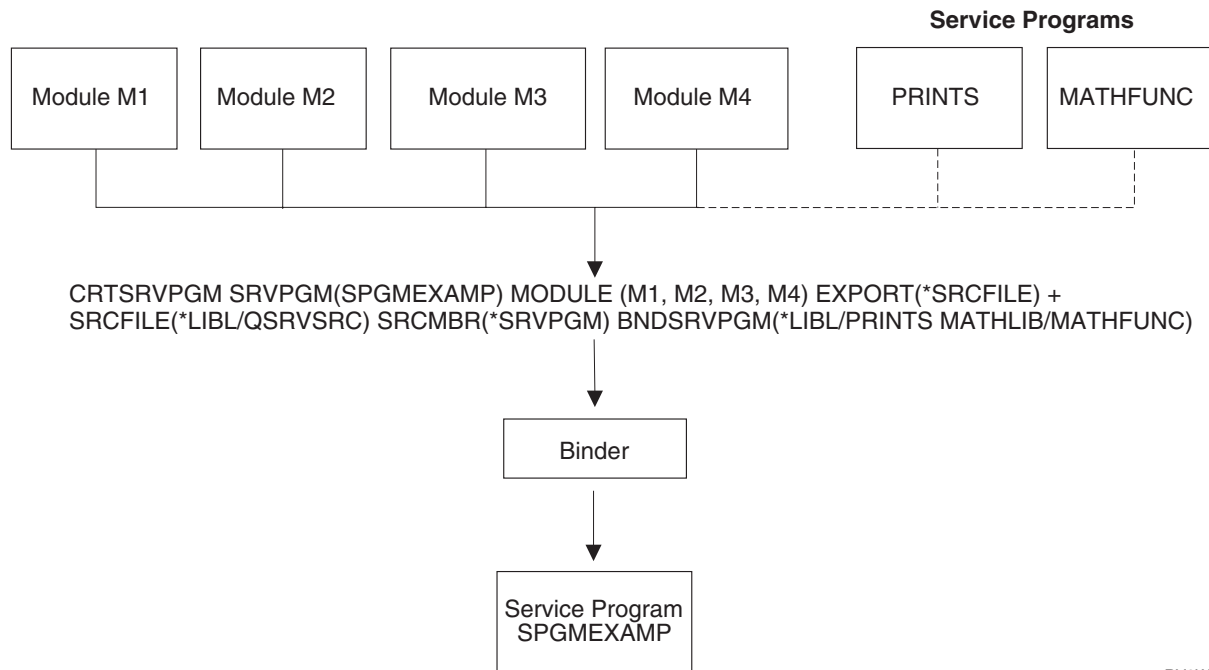 Service Programs
Module M1
Module M2
Module M3
Module M4
PRINTS
MATHFUNC
CRTSRVPGM SRVPGM(SPGMEXAMP) MODULE (M1, M2, M3, M4) EXPORT(*SRCFILE) +
SRCFILE(*LIBL/QSRVSRC) SRCMBR(*SRVPGM) BNDSRVPGM(*LIBL/PRINTS MATHLIB/MATHFUNC)
Binder
Service Program
SPGMEXAMP